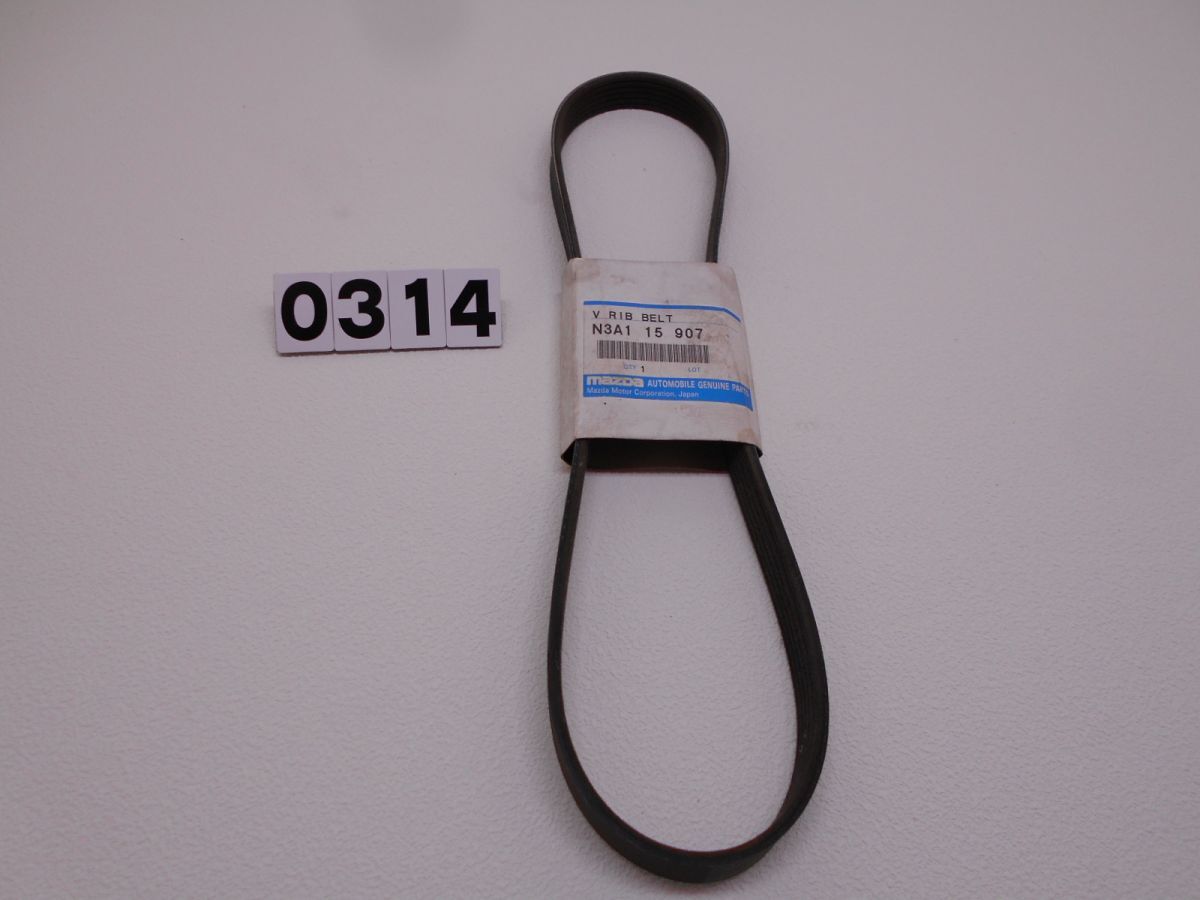 0314
V RIB BELT
N3A1 15 907
QTY 1 LOT
mazda AUTOMOBILE GENUINE PARTS
Mazda Motor Corporation, Japan